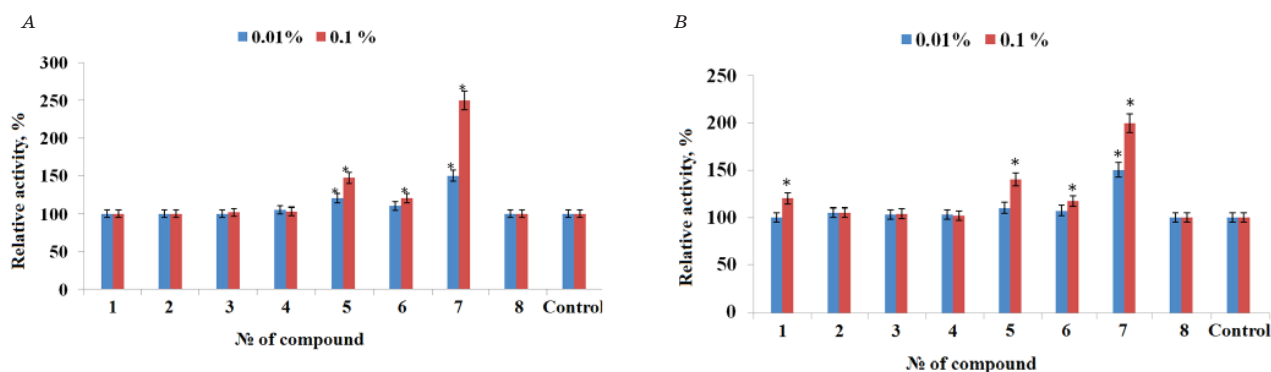 A
0.01% 0.1 %
Relative activity, %
300
250
200
150
100
50
0
* * * * *
1 2 3 4 5 6 7 8 Control
№ of compound
B
0.01% 0.1 %
Relative activity, %
250
200
150
100
50
0
* * * * *
1 2 3 4 5 6 7 8 Control
№ of compound